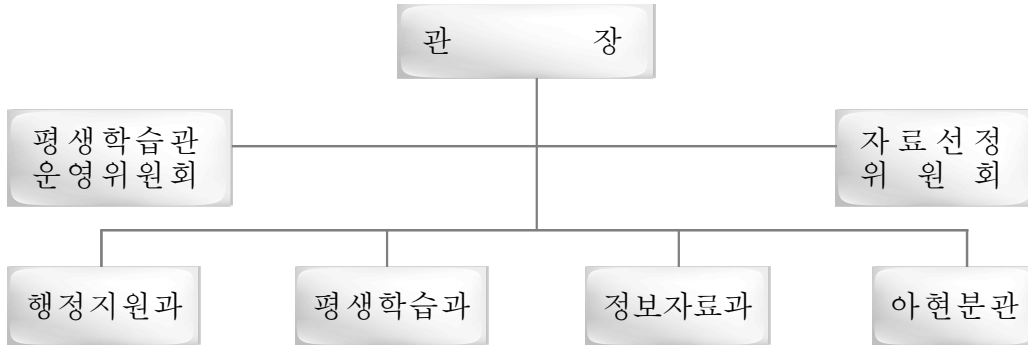 관 장
평생학습관
운영위원회
자료선정
위 원 회
행정지원과
평생학습과
정보자료과
아현분관